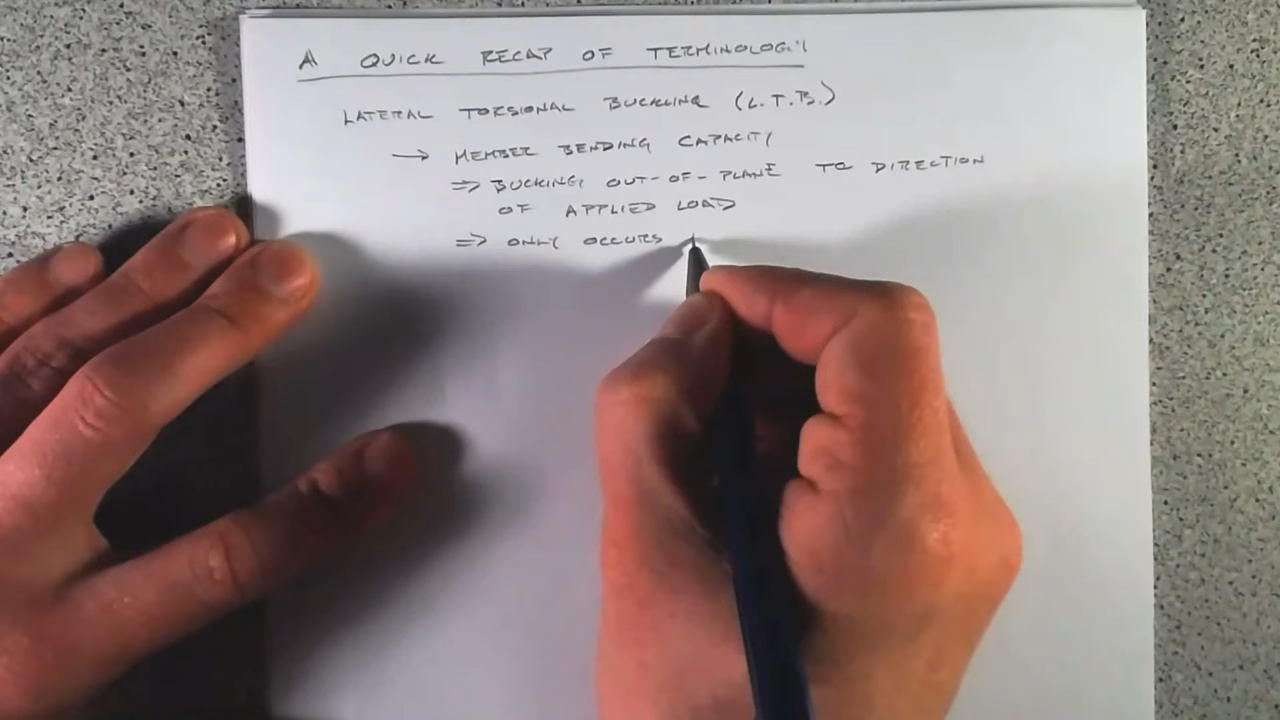 A QUICK RECAP OF TERMINOLOGY
LATERAL TORSIONAL BUCKLING (L.T.B.)
→ MEMBER BENDING CAPACITY
⇒ BUCKING OUT-OF-PLANE TO DIRECTION
OF APPLIED LOAD
⇒ ONLY OCCURS